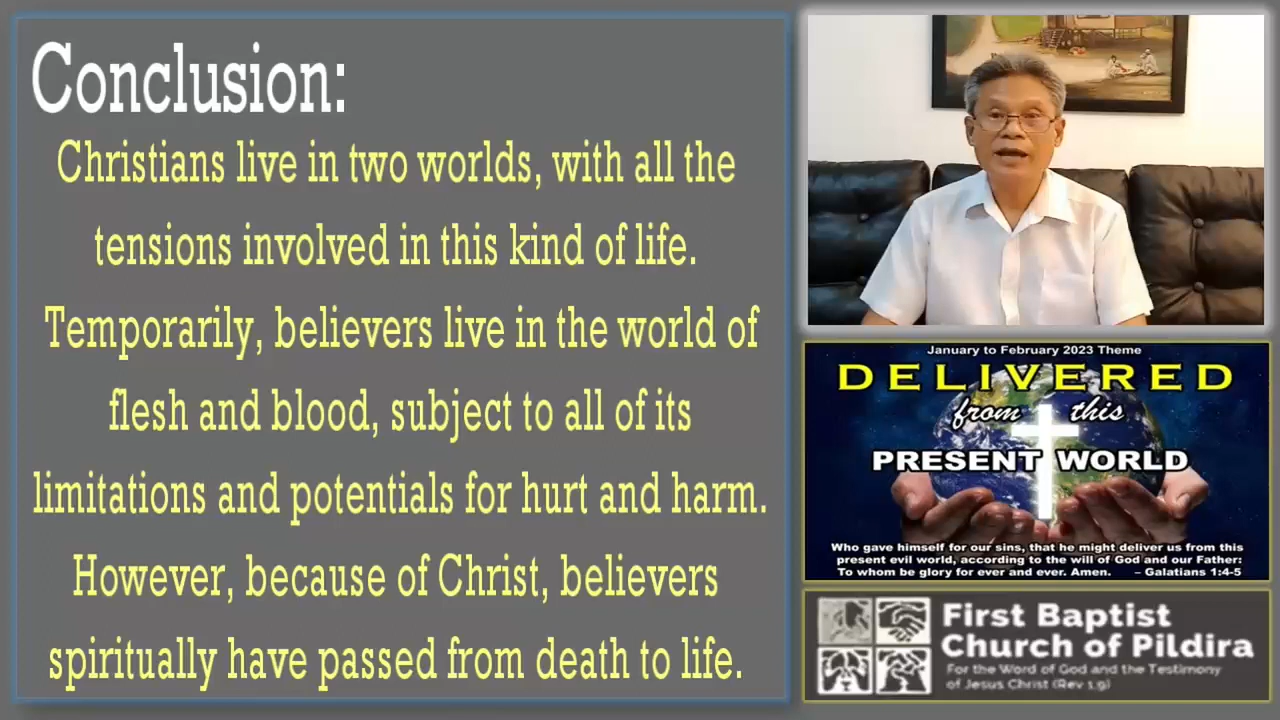 Conclusion:
Christians live in two worlds, with all the
tensions involved in this kind of life.
Temporarily, believers live in the world of
flesh and blood, subject to all of its
limitations and potentials for hurt and harm.
However, because of Christ, believers
spiritually have passed from death to life.
January to February 2023 Theme
DELIVERED
from this
PRESENT WORLD
Who gave himself for our sins, that he might deliver us from this
present evil world, according to the will of God and our Father:
To whom be glory for ever and ever. Amen. – Galatians 1:4-5
First Baptist
Church of Pildira
For the Word of God and the Testimony
of Jesus Christ (Rev 1:9)